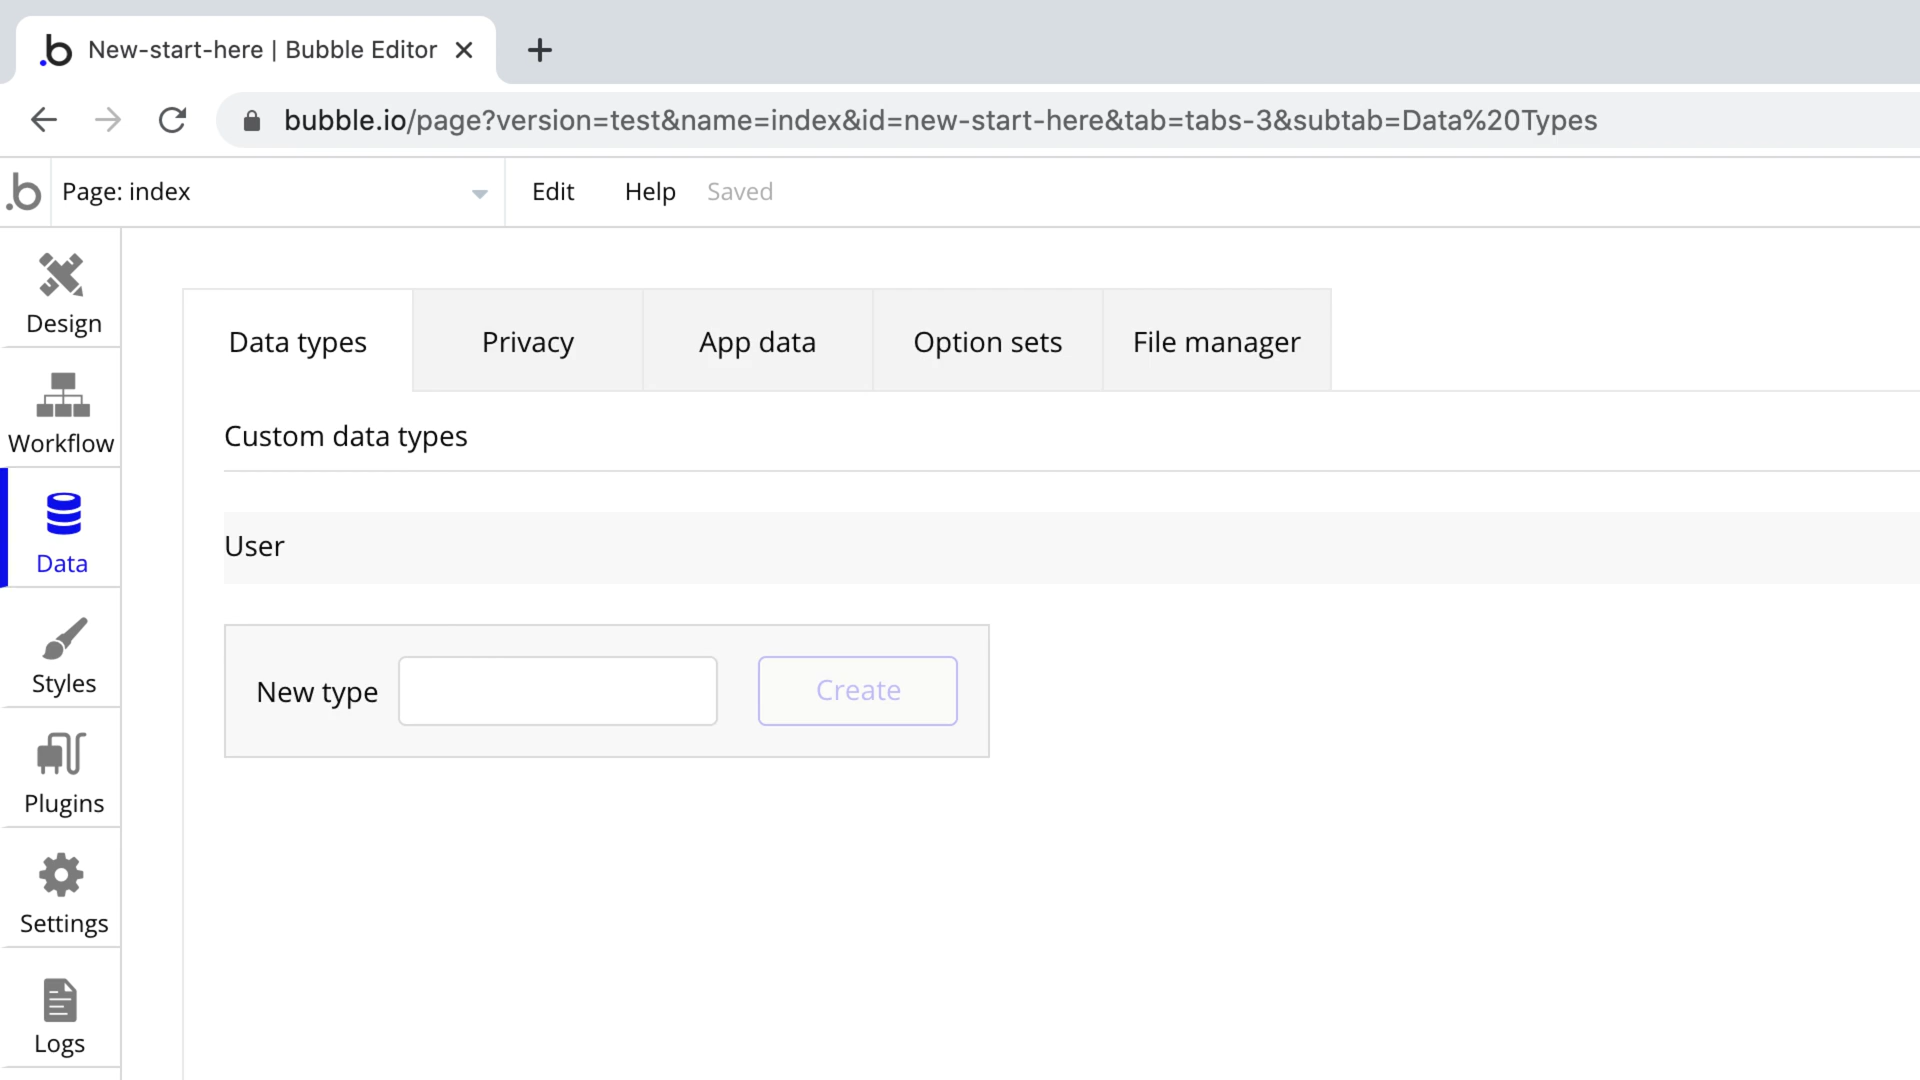 New-start-here | Bubble Editor
bubble.io/page?version=test&name=index&id=new-start-here&tab=tabs-3&subtab=Data%20Types
.b Page: index Edit Help Saved
Design
Workflow
Data
Styles
Plugins
Settings
Logs
Data types Privacy App data Option sets File manager
Custom data types
User
New type Create